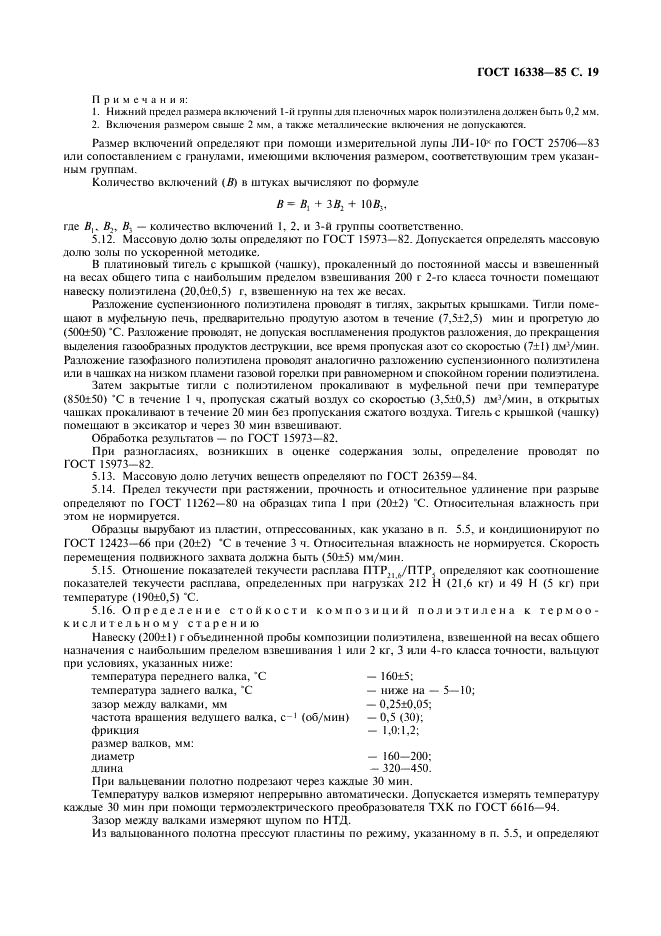 ГОСТ 16338—85 С. 19
Примечания:
1. Нижний предел размера включений 1-й группы для пленочных марок полиэтилена должен быть 0,2 мм.
2. Включения размером свыше 2 мм, а также металлические включения не допускаются.
Размер включений определяют при помощи измерительной лупы ЛИ-10ˣ по ГОСТ 25706—83
или сопоставлением с гранулами, имеющими включения размером, соответствующим трем указан-
ным группам.
Количество включений (B) в штуках вычисляют по формуле
B = B₁ + 3B₂ + 10B₃,
где B₁, B₂, B₃ — количество включений 1, 2, и 3-й группы соответственно.
5.12. Массовую долю золы определяют по ГОСТ 15973—82. Допускается определять массовую
долю золы по ускоренной методике.
В платиновый тигель с крышкой (чашку), прокаленный до постоянной массы и взвешенный
на весах общего типа с наибольшим пределом взвешивания 200 г 2-го класса точности помещают
навеску полиэтилена (20,0±0,5) г, взвешенную на тех же весах.
Разложение суспензионного полиэтилена проводят в тиглях, закрытых крышками. Тигли поме-
щают в муфельную печь, предварительно продутую азотом в течение (7,5±2,5) мин и прогретую до
(500±50) °С. Разложение проводят, не допуская воспламенения продуктов разложения, до прекращения
выделения газообразных продуктов деструкции, все время пропуская азот со скоростью (7±1) дм³/мин.
Разложение газофазного полиэтилена проводят аналогично разложению суспензионного полиэтилена
или в чашках на низком пламени газовой горелки при равномерном и спокойном горении полиэтилена.
Затем закрытые тигли с полиэтиленом прокаливают в муфельной печи при температуре
(850±50) °С в течение 1 ч, пропуская сжатый воздух со скоростью (3,5±0,5) дм³/мин, в открытых
чашках прокаливают в течение 20 мин без пропускания сжатого воздуха. Тигель с крышкой (чашку)
помещают в эксикатор и через 30 мин взвешивают.
Обработка результатов — по ГОСТ 15973—82.
При разногласиях, возникших в оценке содержания золы, определение проводят по
ГОСТ 15973—82.
5.13. Массовую долю летучих веществ определяют по ГОСТ 26359—84.
5.14. Предел текучести при растяжении, прочность и относительное удлинение при разрыве
определяют по ГОСТ 11262—80 на образцах типа 1 при (20±2) °С. Относительная влажность при
этом не нормируется.
Образцы вырубают из пластин, отпрессованных, как указано в п. 5.5, и кондиционируют по
ГОСТ 12423—66 при (20±2) °С в течение 3 ч. Относительная влажность не нормируется. Скорость
перемещения подвижного захвата должна быть (50±5) мм/мин.
5.15. Отношение показателей текучести расплава ПТР₂₁,₆/ПТР₅ определяют как соотношение
показателей текучести расплава, определенных при нагрузках 212 Н (21,6 кг) и 49 Н (5 кг) при
температуре (190±0,5) °С.
5.16. Определение стойкости композиций полиэтилена к термоо-
кислительному старению
Навеску (200±1) г объединенной пробы композиции полиэтилена, взвешенной на весах общего
назначения с наибольшим пределом взвешивания 1 или 2 кг, 3 или 4-го класса точности, вальцуют
при условиях, указанных ниже:
температура переднего валка, °С — 160±5;
температура заднего валка, °С — ниже на — 5—10;
зазор между валками, мм — 0,25±0,05;
частота вращения ведущего валка, с⁻¹ (об/мин) — 0,5 (30);
фрикция — 1,0:1,2;
размер валков, мм:
диаметр — 160—200;
длина — 320—450.
При вальцевании полотно подрезают через каждые 30 мин.
Температуру валков измеряют непрерывно автоматически. Допускается измерять температуру
каждые 30 мин при помощи термоэлектрического преобразователя ТХК по ГОСТ 6616—94.
Зазор между валками измеряют щупом по НТД.
Из вальцованного полотна прессуют пластины по режиму, указанному в п. 5.5, и определяют